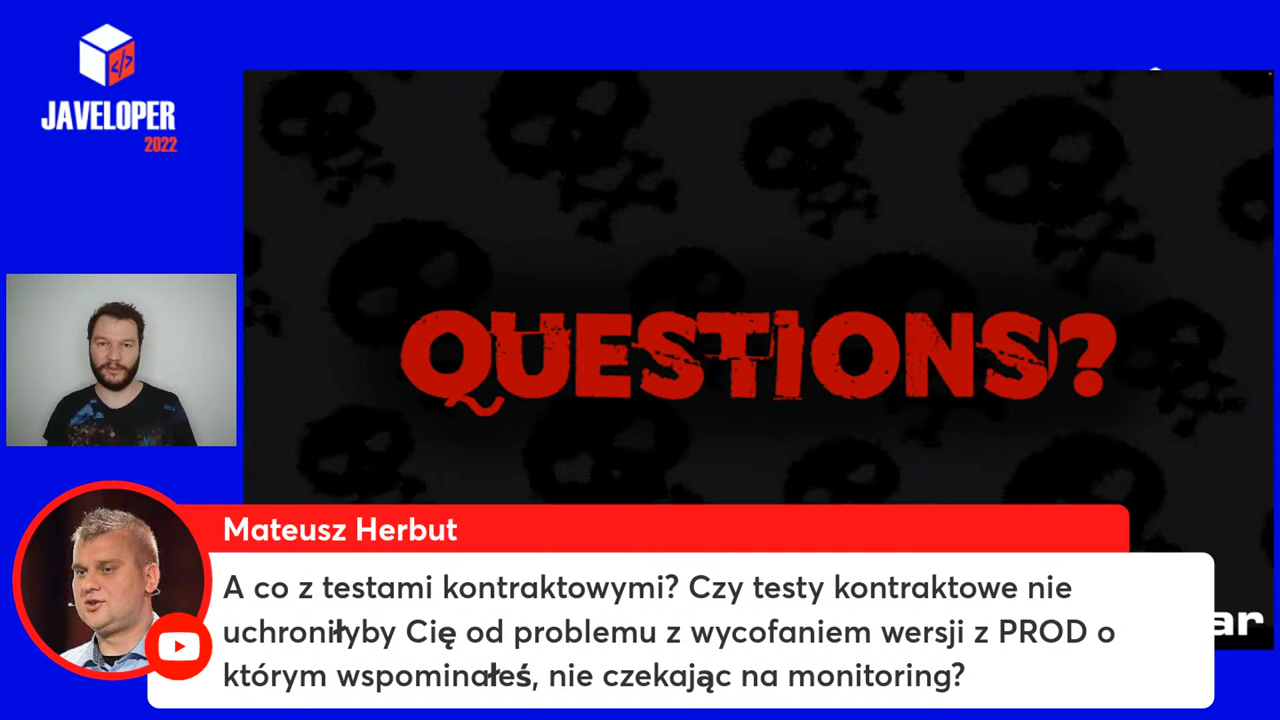 </>
JAVELOPER
2022
QUESTIONS?
Mateusz Herbut
A co z testami kontraktowymi? Czy testy kontraktowe nie
uchroniłyby Cię od problemu z wycofaniem wersji z PROD o
którym wspominałeś, nie czekając na monitoring?
ar